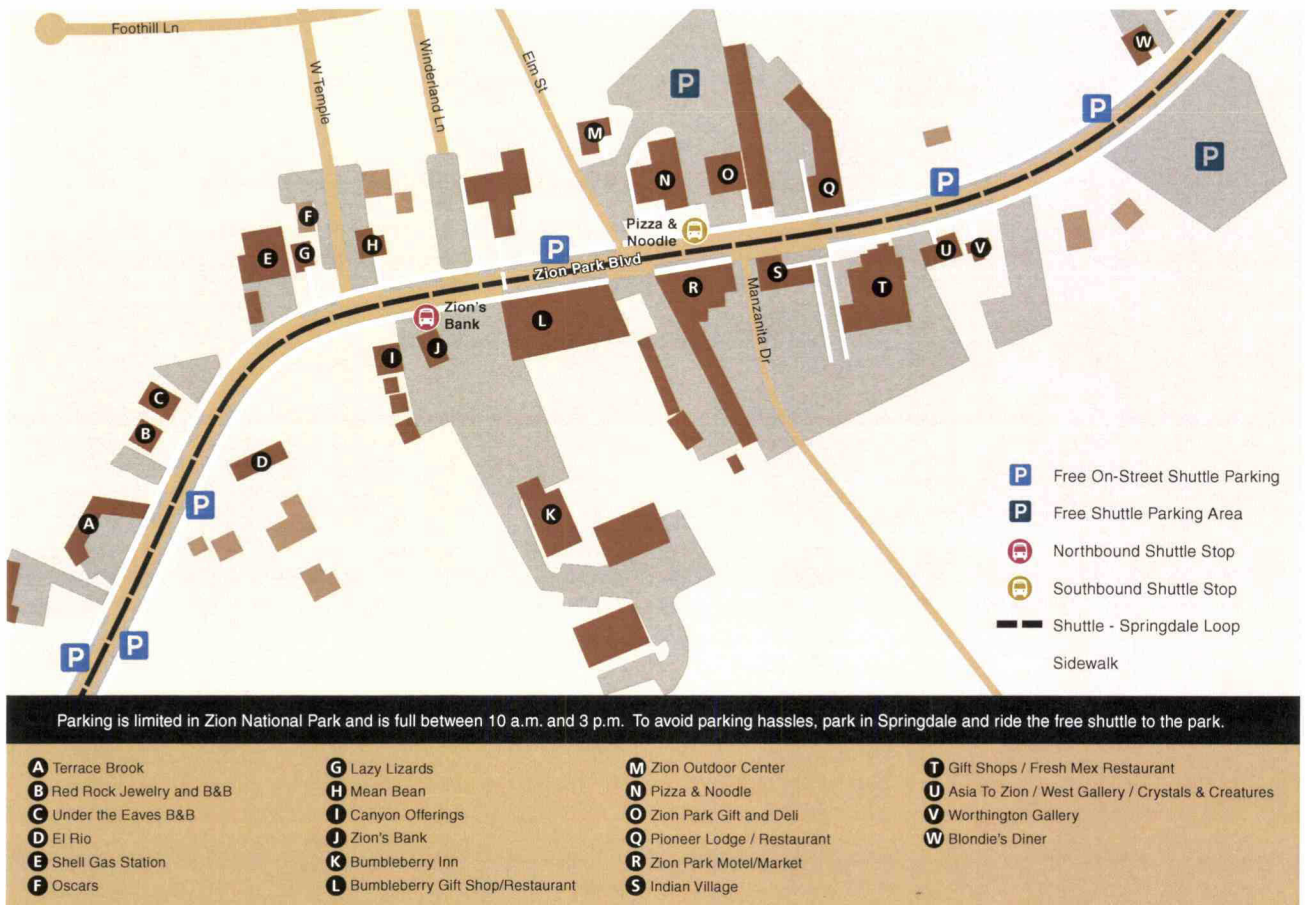 Foothill Ln
W Temple
Winderland Ln
Elm St
P
W
P
M
P
O
N
Q
P
P
F
Pizza &
Noodle
G
H
E
P
Zion Park Blvd
U
V
S
R
T
Zion's
Bank
L
Manzanita Dr
J
I
C
B
D
P
A
K
P
P
P Free On-Street Shuttle Parking
P Free Shuttle Parking Area
Northbound Shuttle Stop
Southbound Shuttle Stop
Shuttle - Springdale Loop
Sidewalk
Parking is limited in Zion National Park and is full between 10 a.m. and 3 p.m. To avoid parking hassles, park in Springdale and ride the free shuttle to the park.
A Terrace Brook
B Red Rock Jewelry and B&B
C Under the Eaves B&B
D El Rio
E Shell Gas Station
F Oscars
G Lazy Lizards
H Mean Bean
I Canyon Offerings
J Zion's Bank
K Bumbleberry Inn
L Bumbleberry Gift Shop/Restaurant
M Zion Outdoor Center
N Pizza & Noodle
O Zion Park Gift and Deli
Q Pioneer Lodge / Restaurant
R Zion Park Motel/Market
S Indian Village
T Gift Shops / Fresh Mex Restaurant
U Asia To Zion / West Gallery / Crystals & Creatures
V Worthington Gallery
W Blondie's Diner